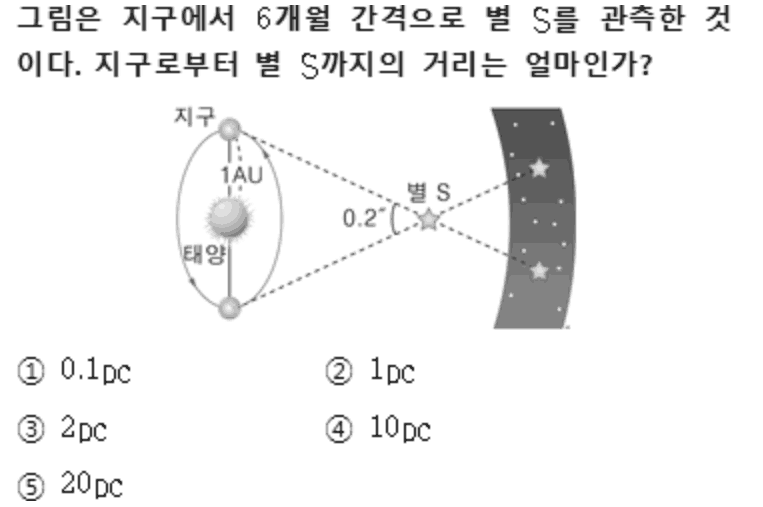 그림은 지구에서 6개월 간격으로 별 S를 관측한 것
이다. 지구로부터 별 S까지의 거리는 얼마인가?
지구
1AU
별 S
0.2″
태양
① 0.1pc
② 1pc
③ 2pc
④ 10pc
⑤ 20pc